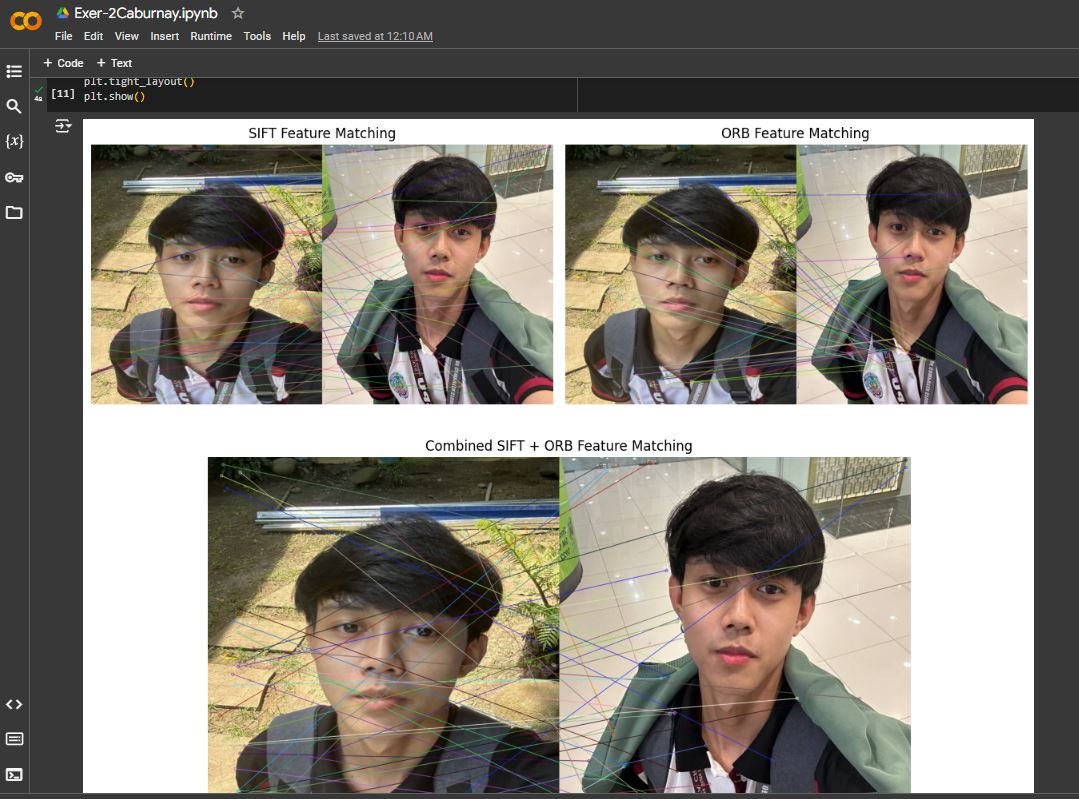 Exer-2Caburnay.ipynb
File Edit View Insert Runtime Tools Help Last saved at 12:10 AM
+ Code + Text
plt.tight_layout()
[11] plt.show()
4s
{x}
SIFT Feature Matching
ORB Feature Matching
Combined SIFT + ORB Feature Matching